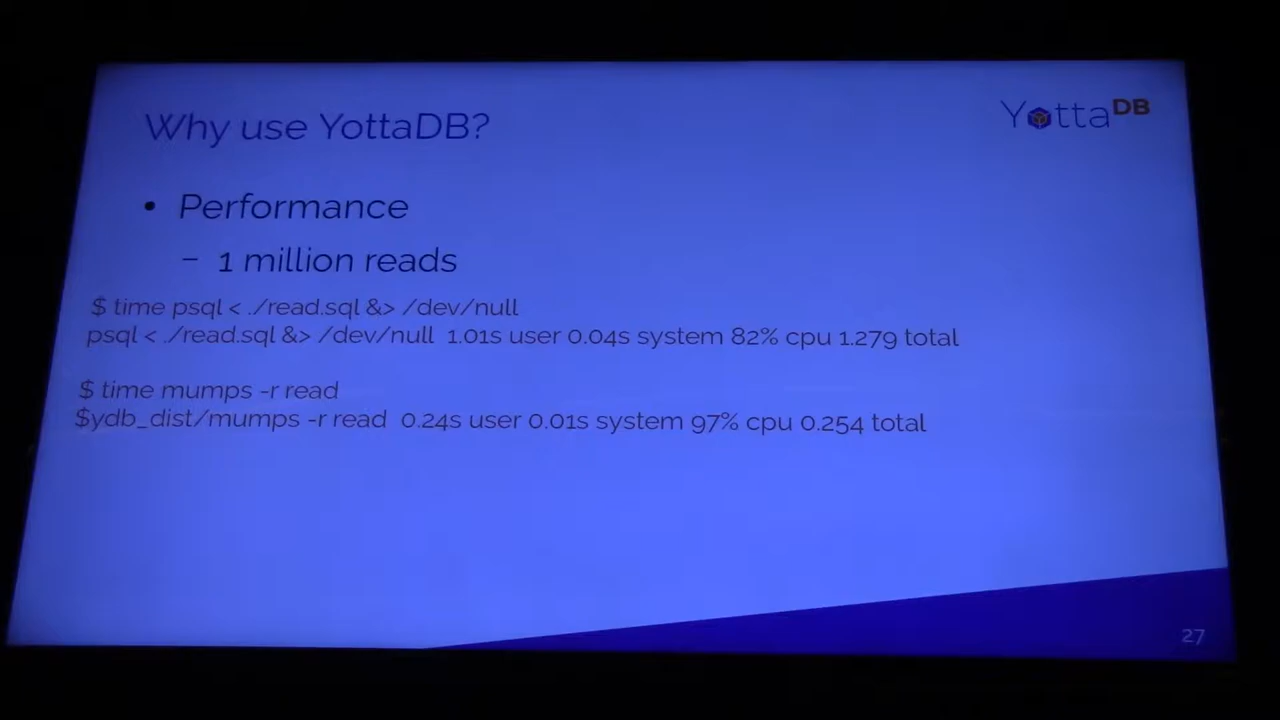 Why use YottaDB?
YottaDB
• Performance
– 1 million reads
$ time psql < ./read.sql &> /dev/null
psql < ./read.sql &> /dev/null 1.01s user 0.04s system 82% cpu 1.279 total
$ time mumps -r read
$ydb_dist/mumps -r read 0.24s user 0.01s system 97% cpu 0.254 total
27